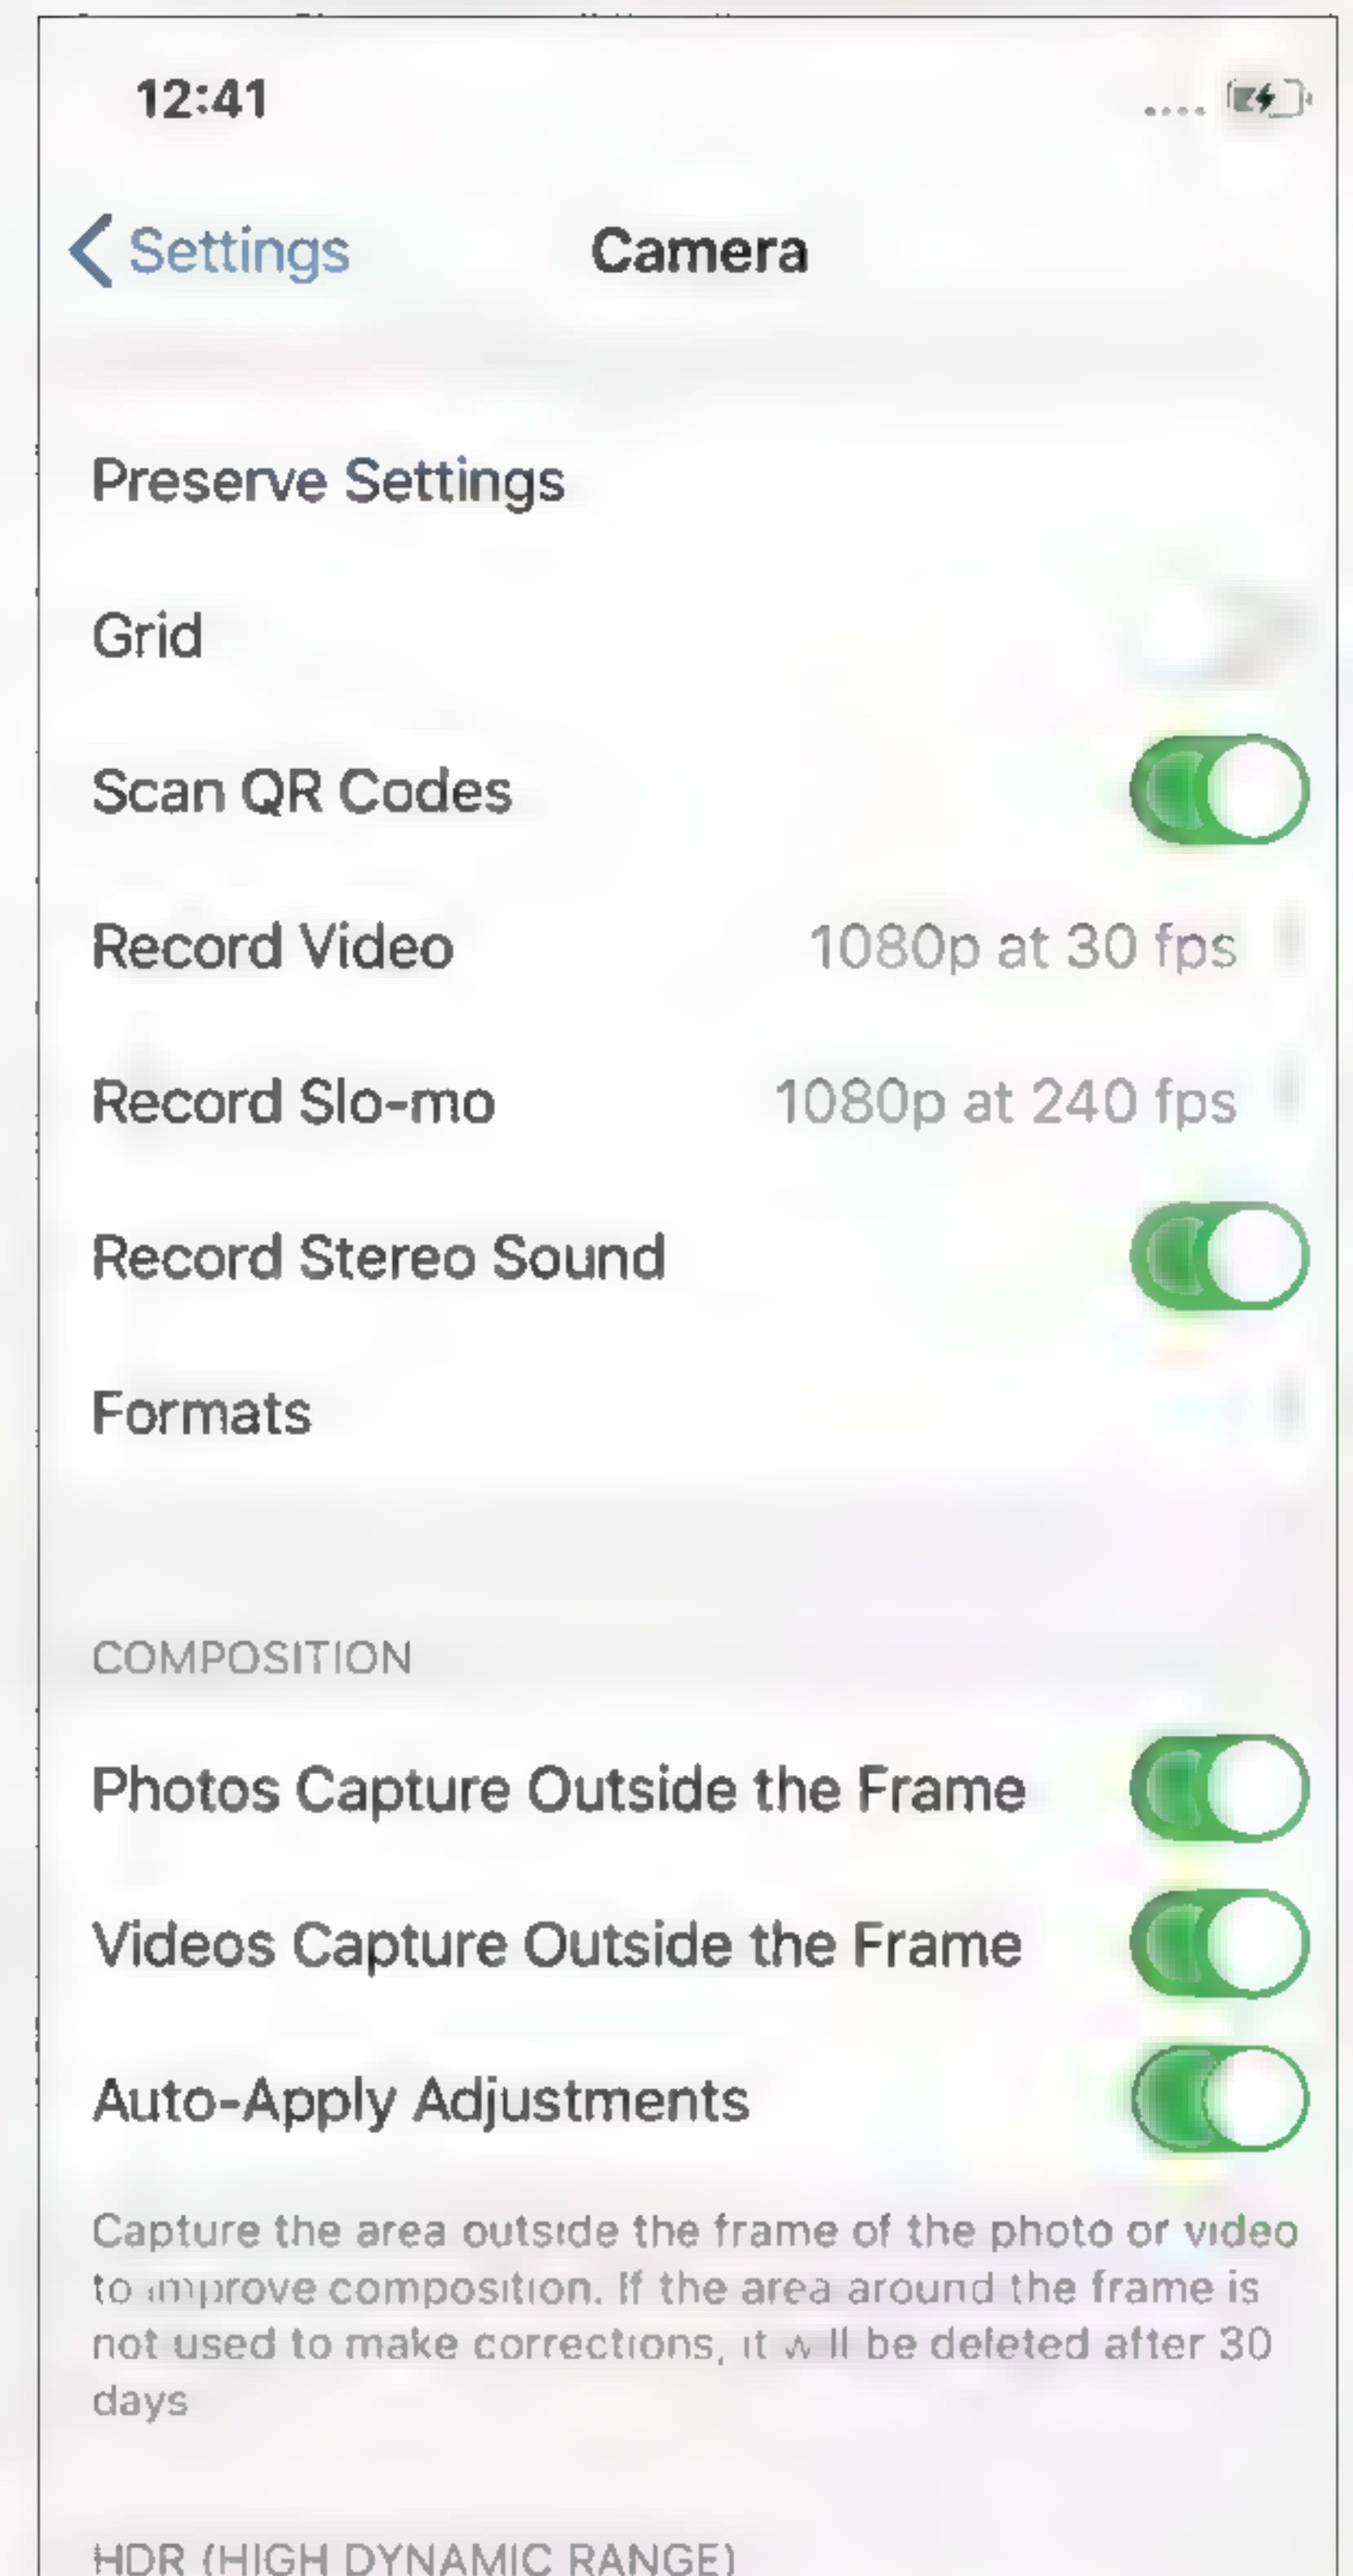 12:41
Settings
Camera
Preserve Settings
Grid
Scan QR Codes
Record Video 1080p at 30 fps
Record Slo-mo 1080p at 240 fps
Record Stereo Sound
Formats
COMPOSITION
Photos Capture Outside the Frame
Videos Capture Outside the Frame
Auto-Apply Adjustments
Capture the area outside the frame of the photo or video
to improve composition. If the area around the frame is
not used to make corrections, it will be deleted after 30
days
HDR (HIGH DYNAMIC RANGE)